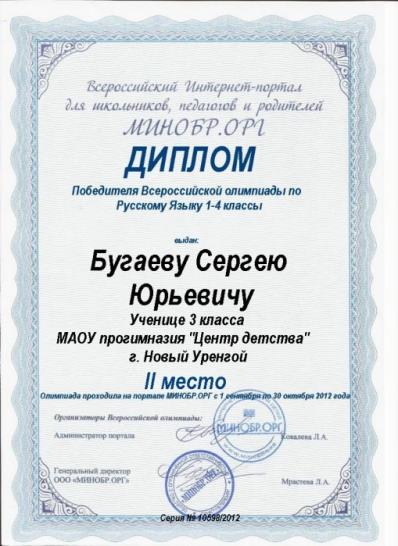 Всероссийский Интернет-портал
для школьников, педагогов и родителей
МИНОБР.ОРГ
ДИПЛОМ
Победителя Всероссийской олимпиады по
Русскому Языку 1-4 классы
выдан:
Бугаеву Сергею
Юрьевичу
Ученице 3 класса
МАОУ прогимназия "Центр детства"
г. Новый Уренгой
II место
Олимпиада проходила на портале МИНОБР.ОРГ с 1 сентября по 30 октября 2012 года
Организаторы Всероссийской олимпиады:
Администратор портала
Ковалева Л.А.
МИНОБР.ОРГ
Генеральный директор
ООО «МИНОБР.ОРГ»
Мрастева Л.А.
МИНОБР.ОРГ
Серия № 10598/2012